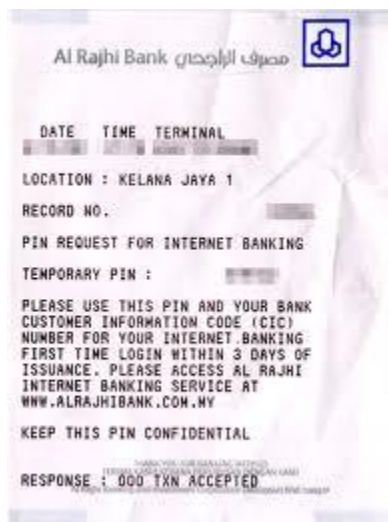 Al Rajhi Bank مصرف الراجحي
DATE TIME TERMINAL
LOCATION : KELANA JAYA 1
RECORD NO.
PIN REQUEST FOR INTERNET BANKING
TEMPORARY PIN :
PLEASE USE THIS PIN AND YOUR BANK
CUSTOMER INFORMATION CODE (CIC)
NUMBER FOR YOUR INTERNET BANKING
FIRST TIME LOGIN WITHIN 3 DAYS OF
ISSUANCE. PLEASE ACCESS AL RAJHI
INTERNET BANKING SERVICE AT
WWW.ALRAJHIBANK.COM.MY
KEEP THIS PIN CONFIDENTIAL
RESPONSE : 000 TXN ACCEPTED